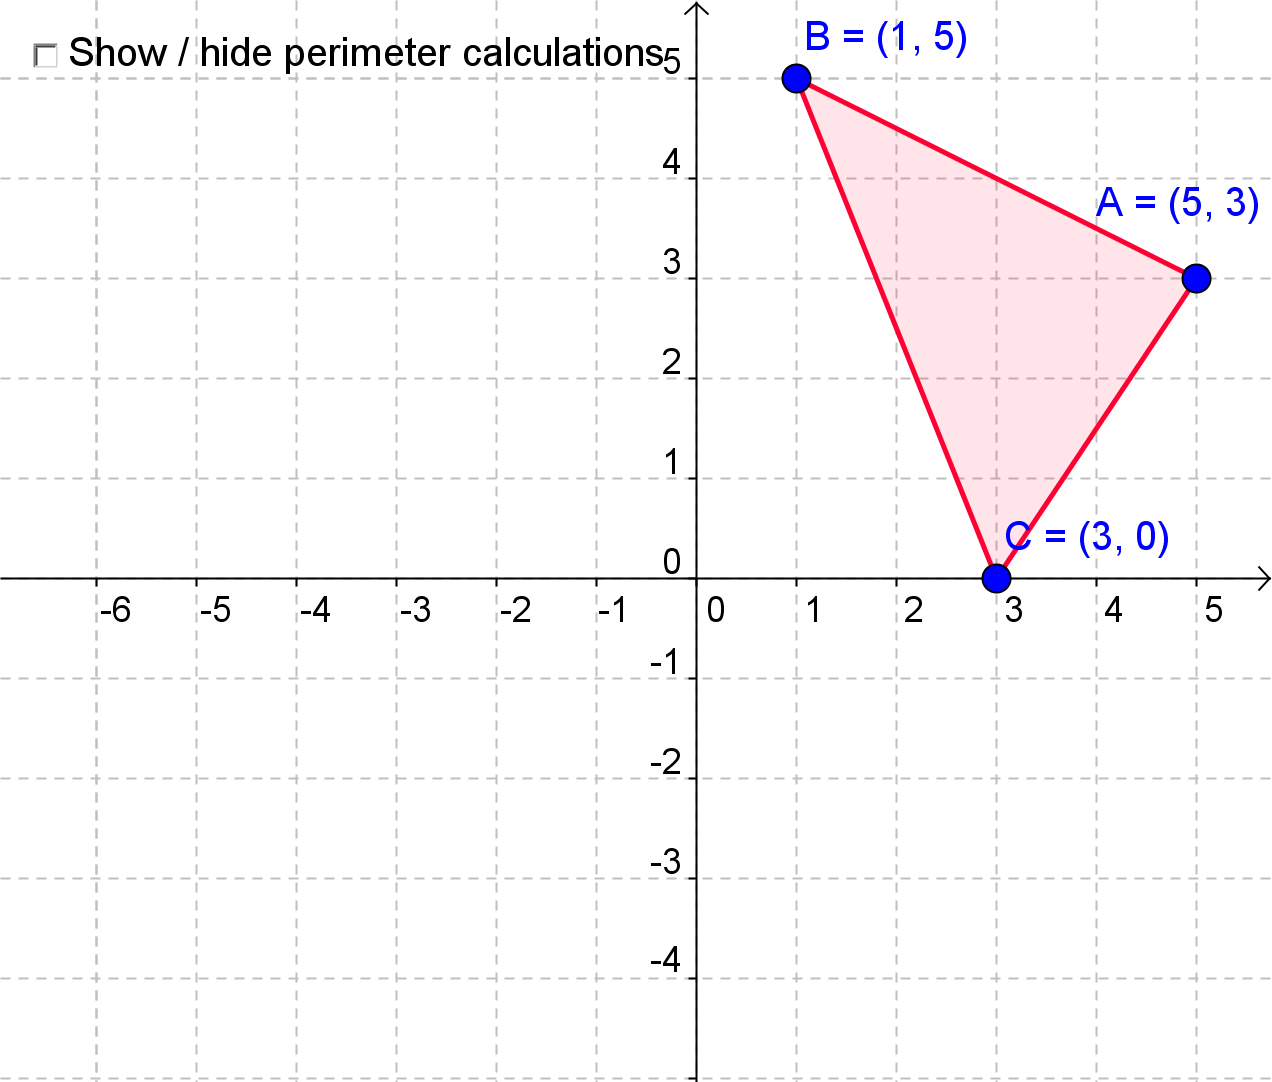 B = (1, 5)
Show / hide perimeter calculations
5
4
A = (5, 3)
3
2
1
C = (3, 0)
0
-6 -5 -4 -3 -2 -1 0 1 2 3 4 5
-1
-2
-3
-4